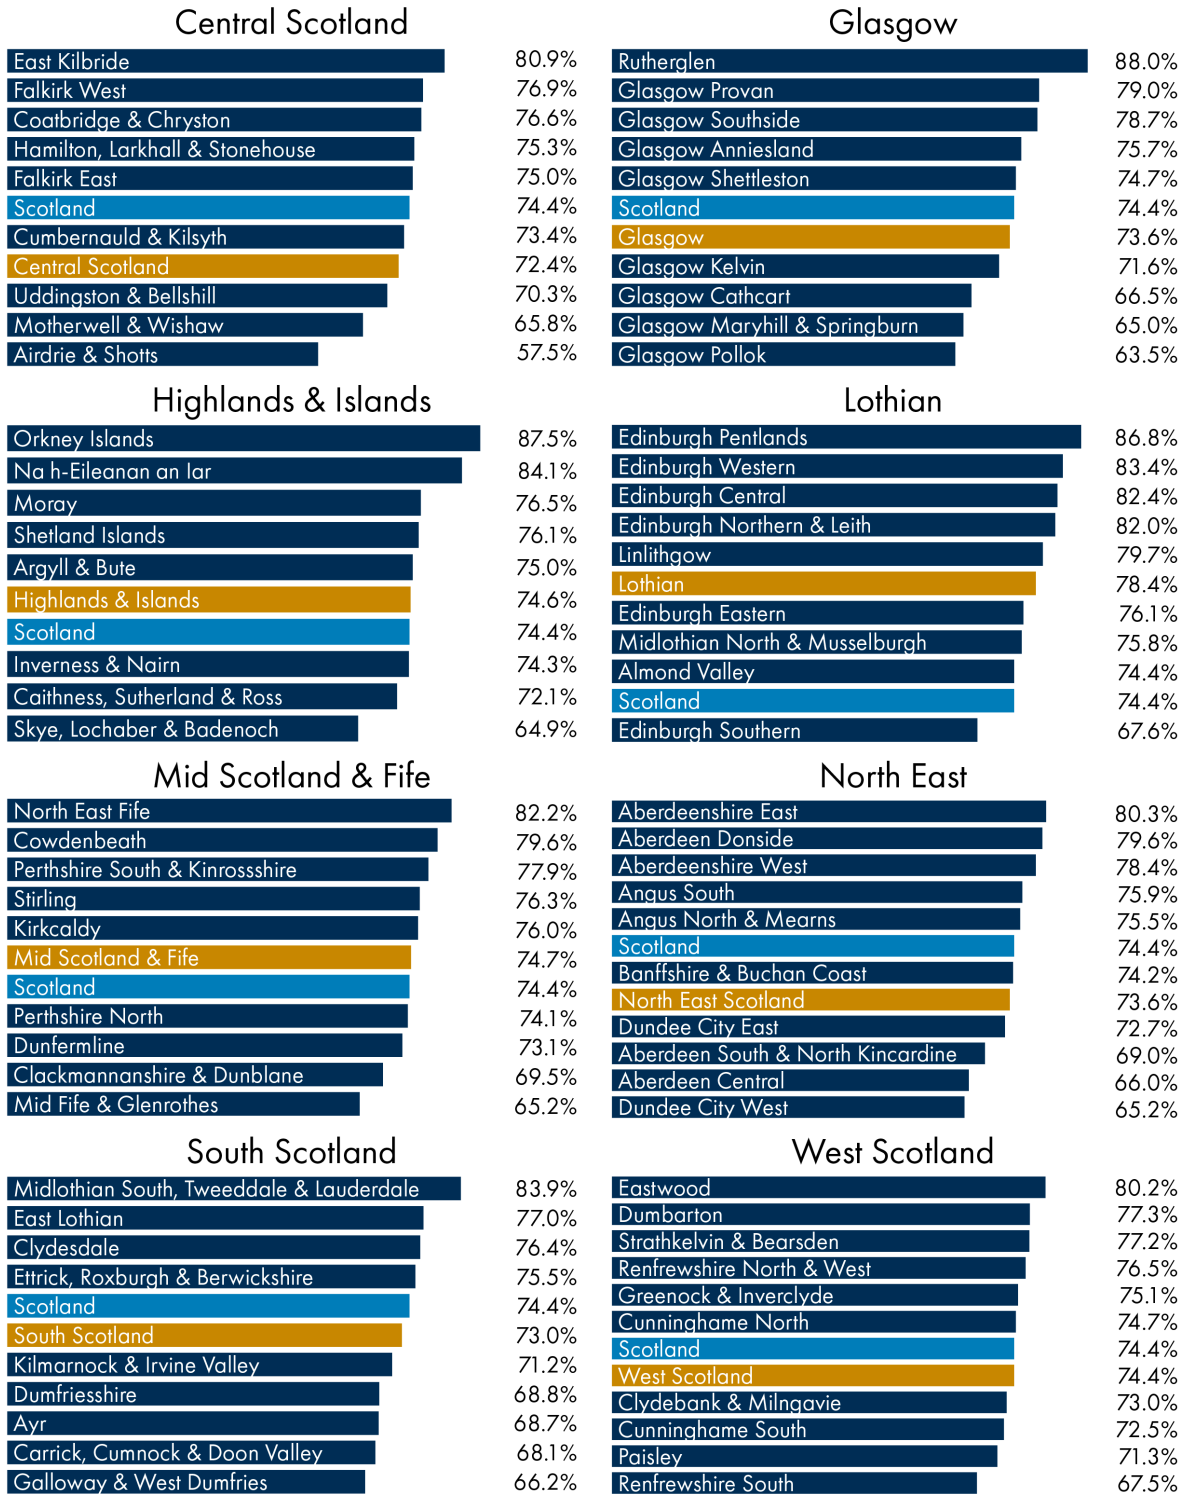 Central Scotland
East Kilbride 80.9%
Falkirk West 76.9%
Coatbridge & Chryston 76.6%
Hamilton, Larkhall & Stonehouse 75.3%
Falkirk East 75.0%
Scotland 74.4%
Cumbernauld & Kilsyth 73.4%
Central Scotland 72.4%
Uddingston & Bellshill 70.3%
Motherwell & Wishaw 65.8%
Airdrie & Shotts 57.5%
Glasgow
Rutherglen 88.0%
Glasgow Provan 79.0%
Glasgow Southside 78.7%
Glasgow Anniesland 75.7%
Glasgow Shettleston 74.7%
Scotland 74.4%
Glasgow 73.6%
Glasgow Kelvin 71.6%
Glasgow Cathcart 66.5%
Glasgow Maryhill & Springburn 65.0%
Glasgow Pollok 63.5%
Highlands & Islands
Orkney Islands 87.5%
Na h-Eileanan an Iar 84.1%
Moray 76.5%
Shetland Islands 76.1%
Argyll & Bute 75.0%
Highlands & Islands 74.6%
Scotland 74.4%
Inverness & Nairn 74.3%
Caithness, Sutherland & Ross 72.1%
Skye, Lochaber & Badenoch 64.9%
Lothian
Edinburgh Pentlands 86.8%
Edinburgh Western 83.4%
Edinburgh Central 82.4%
Edinburgh Northern & Leith 82.0%
Linlithgow 79.7%
Lothian 78.4%
Edinburgh Eastern 76.1%
Midlothian North & Musselburgh 75.8%
Almond Valley 74.4%
Scotland 74.4%
Edinburgh Southern 67.6%
Mid Scotland & Fife
North East Fife 82.2%
Cowdenbeath 79.6%
Perthshire South & Kinrossshire 77.9%
Stirling 76.3%
Kirkcaldy 76.0%
Mid Scotland & Fife 74.7%
Scotland 74.4%
Perthshire North 74.1%
Dunfermline 73.1%
Clackmannanshire & Dunblane 69.5%
Mid Fife & Glenrothes 65.2%
North East
Aberdeenshire East 80.3%
Aberdeen Donside 79.6%
Aberdeenshire West 78.4%
Angus South 75.9%
Angus North & Mearns 75.5%
Scotland 74.4%
Banffshire & Buchan Coast 74.2%
North East Scotland 73.6%
Dundee City East 72.7%
Aberdeen South & North Kincardine 69.0%
Aberdeen Central 66.0%
Dundee City West 65.2%
South Scotland
Midlothian South, Tweeddale & Lauderdale 83.9%
East Lothian 77.0%
Clydesdale 76.4%
Ettrick, Roxburgh & Berwickshire 75.5%
Scotland 74.4%
South Scotland 73.0%
Kilmarnock & Irvine Valley 71.2%
Dumfriesshire 68.8%
Ayr 68.7%
Carrick, Cumnock & Doon Valley 68.1%
Galloway & West Dumfries 66.2%
West Scotland
Eastwood 80.2%
Dumbarton 77.3%
Strathkelvin & Bearsden 77.2%
Renfrewshire North & West 76.5%
Greenock & Inverclyde 75.1%
Cunninghame North 74.7%
Scotland 74.4%
West Scotland 74.4%
Clydebank & Milngavie 73.0%
Cunninghame South 72.5%
Paisley 71.3%
Renfrewshire South 67.5%